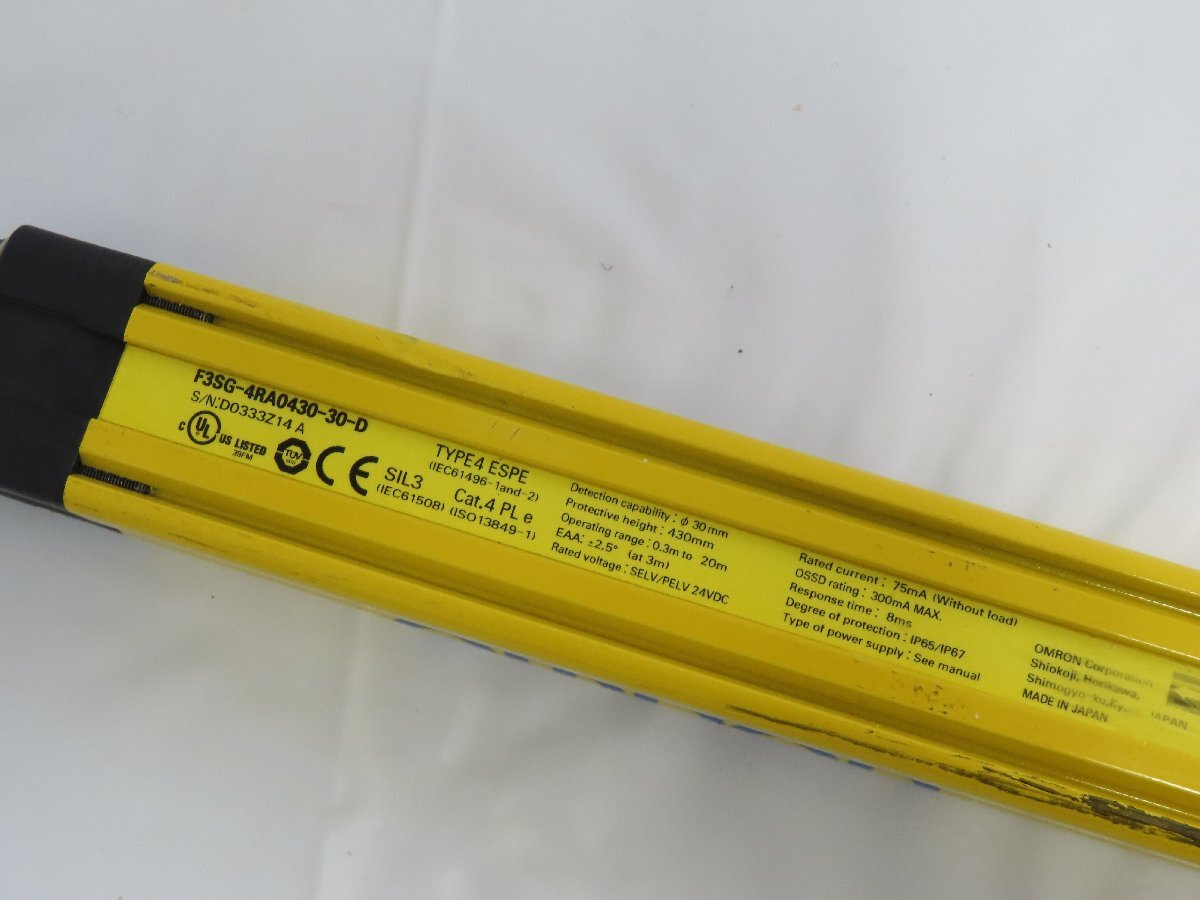 F3SG-4RA0430-30-D
S/N:D0333Z14 A
C UL US LISTED
39FM
TÜV
CE
SIL3
(IEC61508)
TYPE4 ESPE
(IEC61496-1and-2)
Cat.4 PL e
(ISO13849-1)
Detection capability : ϕ 30mm
Protective height : 430mm
Operating range : 0.3m to 20m
EAA: ±2.5° (at 3m)
Rated voltage : SELV/PELV 24VDC
Rated current : 75mA (Without load)
OSSD rating : 300mA MAX.
Response time : 8ms
Degree of protection : IP65/IP67
Type of power supply : See manual
OMRON Corporation
Shiokoji, Horikawa,
Shimogyo-ku, JAPAN
MADE IN JAPAN